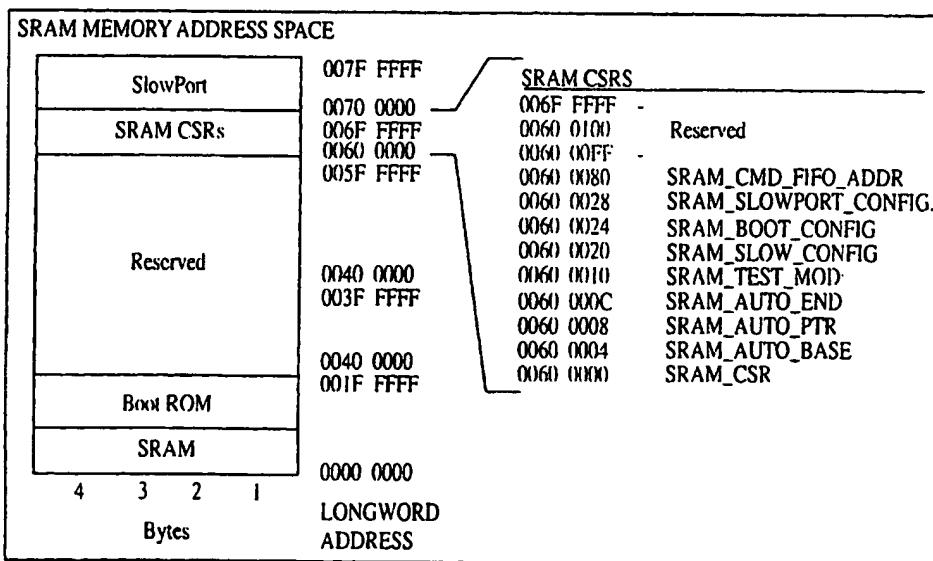 SRAM MEMORY ADDRESS SPACE
SlowPort
SRAM CSRs
Reserved
Boot ROM
SRAM
4 3 2 1
Bytes
007F FFFF
0070 0000
006F FFFF
0060 0000
005F FFFF
0040 0000
003F FFFF
0040 0000
001F FFFF
0000 0000
LONGWORD
ADDRESS
SRAM CSRS
006F FFFF -
0060 0100 Reserved
0060 00FF -
0060 0080 SRAM_CMD_FIFO_ADDR
0060 0028 SRAM_SLOWPORT_CONFIG.
0060 0024 SRAM_BOOT_CONFIG
0060 0020 SRAM_SLOW_CONFIG
0060 0010 SRAM_TEST_MOD
0060 000C SRAM_AUTO_END
0060 0008 SRAM_AUTO_PTR
0060 0004 SRAM_AUTO_BASE
0060 0000 SRAM_CSR